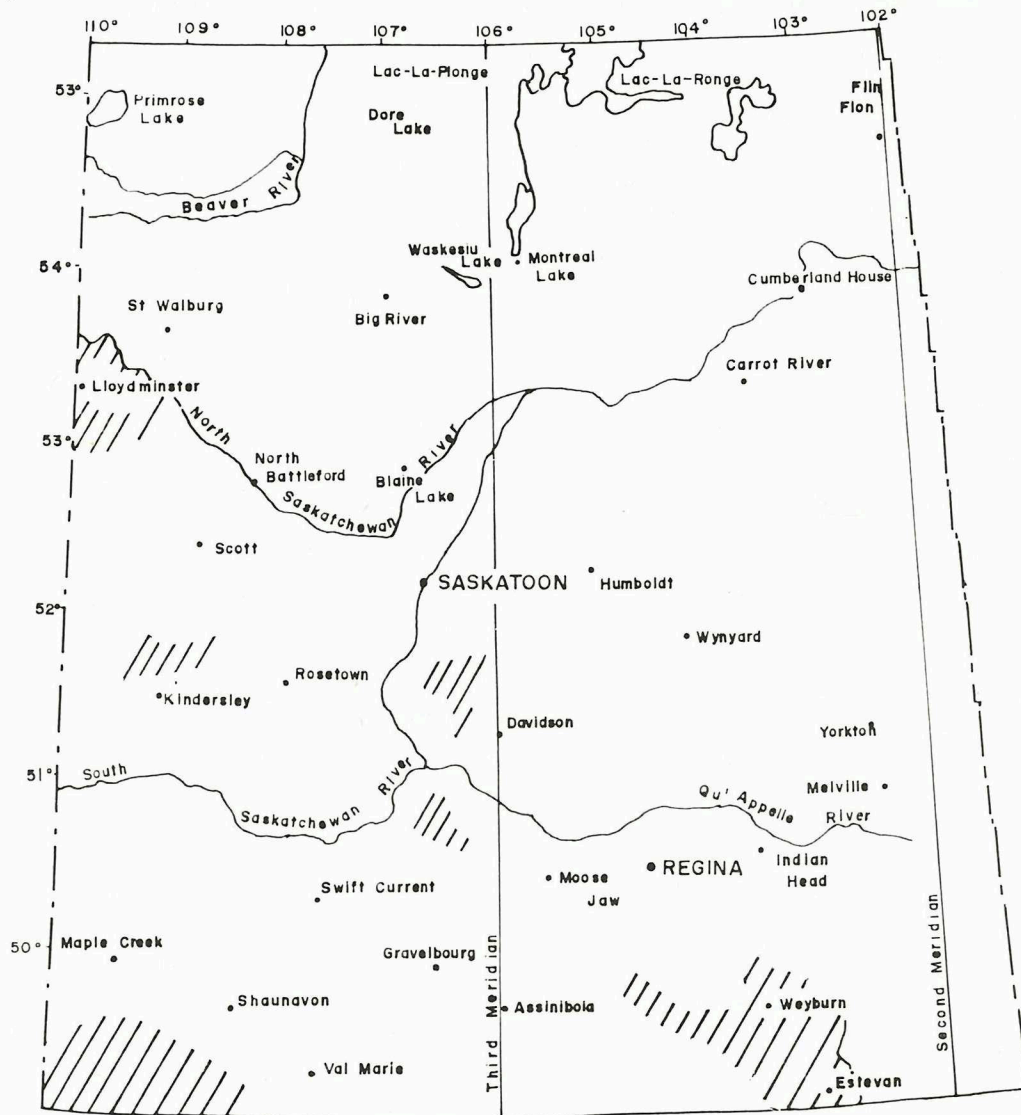 110° 109° 108° 107° 106° 105° 104° 103° 102°
53°
Primrose
Lake
Lac-La-Plonge
Lac-La-Ronge
Dore
Lake
Flin
Flon
Beaver River
54°
Waskesiu
Lake
Montreal
Lake
Cumberland House
St Walburg
Big River
Carrot River
Lloydminster
53°
North Saskatchewan River
North
Battleford
Blaine
Lake
Scott
SASKATOON
Humboldt
52°
Wynyard
Rosetown
Kindersley
Davidson
Yorkton
51°
South Saskatchewan River
Qu' Appelle River
Melville
Indian
Head
REGINA
Moose
Jaw
Swift Current
50°
Maple Creek
Gravelbourg
Shaunavon
Assiniboia
Weyburn
Val Marie
Estevan
Third Meridian
Second Meridian